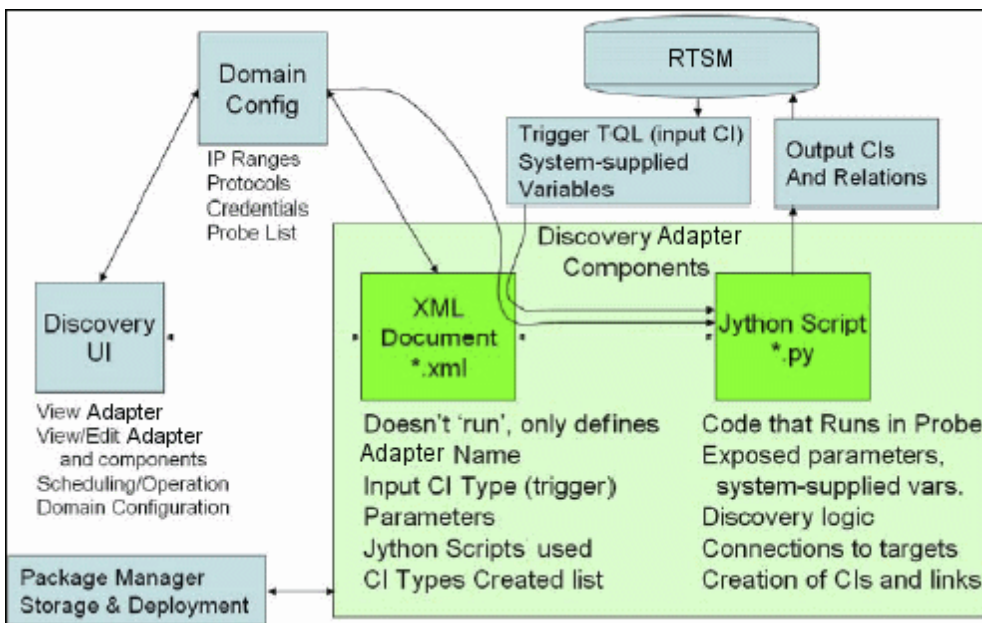 RTSM
Domain
Config
IP Ranges
Protocols
Credentials
Probe List
Trigger TQL (input CI)
System-supplied
Variables
Output CIs
And Relations
Discovery Adapter
Components
Discovery
UI
XML
Document
*.xml
Jython Script
*.py
View Adapter
View/Edit Adapter
and components
Scheduling/Operation
Domain Configuration
Doesn't 'run', only defines
Adapter Name
Input CI Type (trigger)
Parameters
Jython Scripts used
CI Types Created list
Code that Runs in Probe
Exposed parameters,
system-supplied vars.
Discovery logic
Connections to targets
Creation of CIs and links
Package Manager
Storage & Deployment